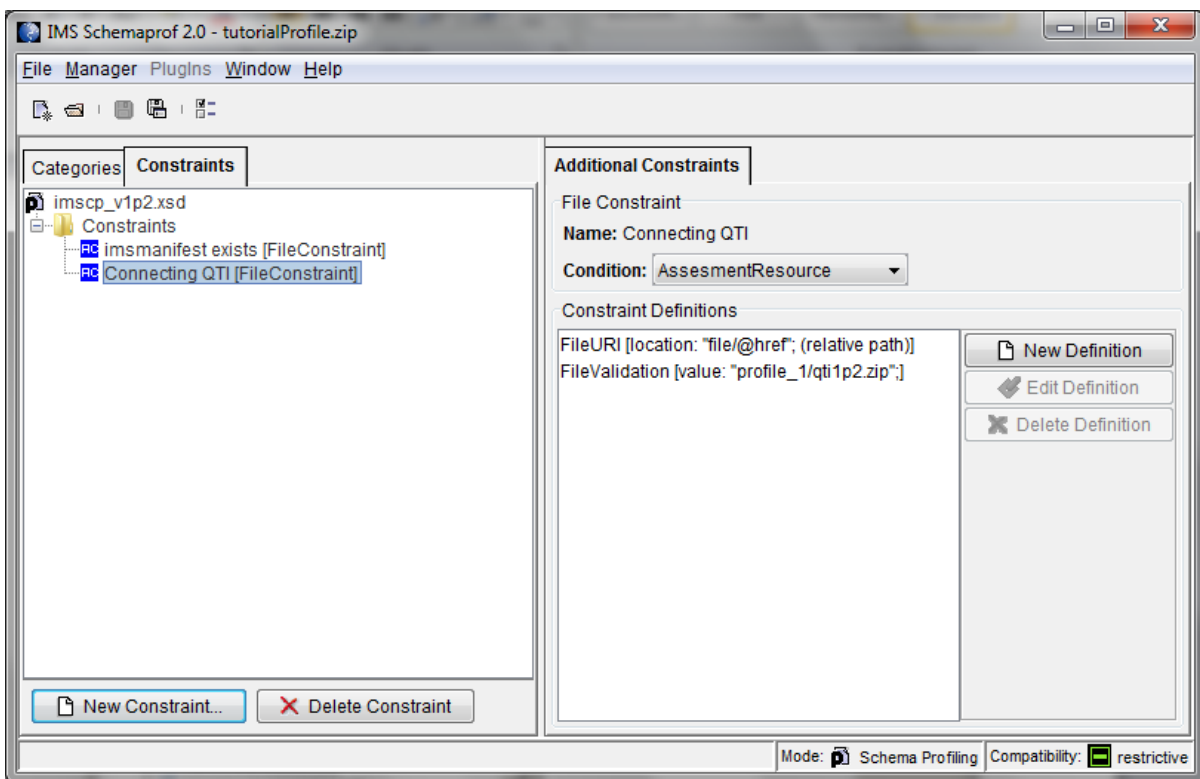 IMS Schemaprof 2.0 - tutorialProfile.zip
File Manager PlugIns Window Help
Categories Constraints
imscp_v1p2.xsd
Constraints
imsmanifest exists [FileConstraint]
Connecting QTI [FileConstraint]
New Constraint... Delete Constraint
Additional Constraints
File Constraint
Name: Connecting QTI
Condition: AssesmentResource
Constraint Definitions
FileURI [location: "file/@href"; (relative path)]
FileValidation [value: "profile_1/qti1p2.zip";]
New Definition
Edit Definition
Delete Definition
Mode: Schema Profiling Compatibility: restrictive